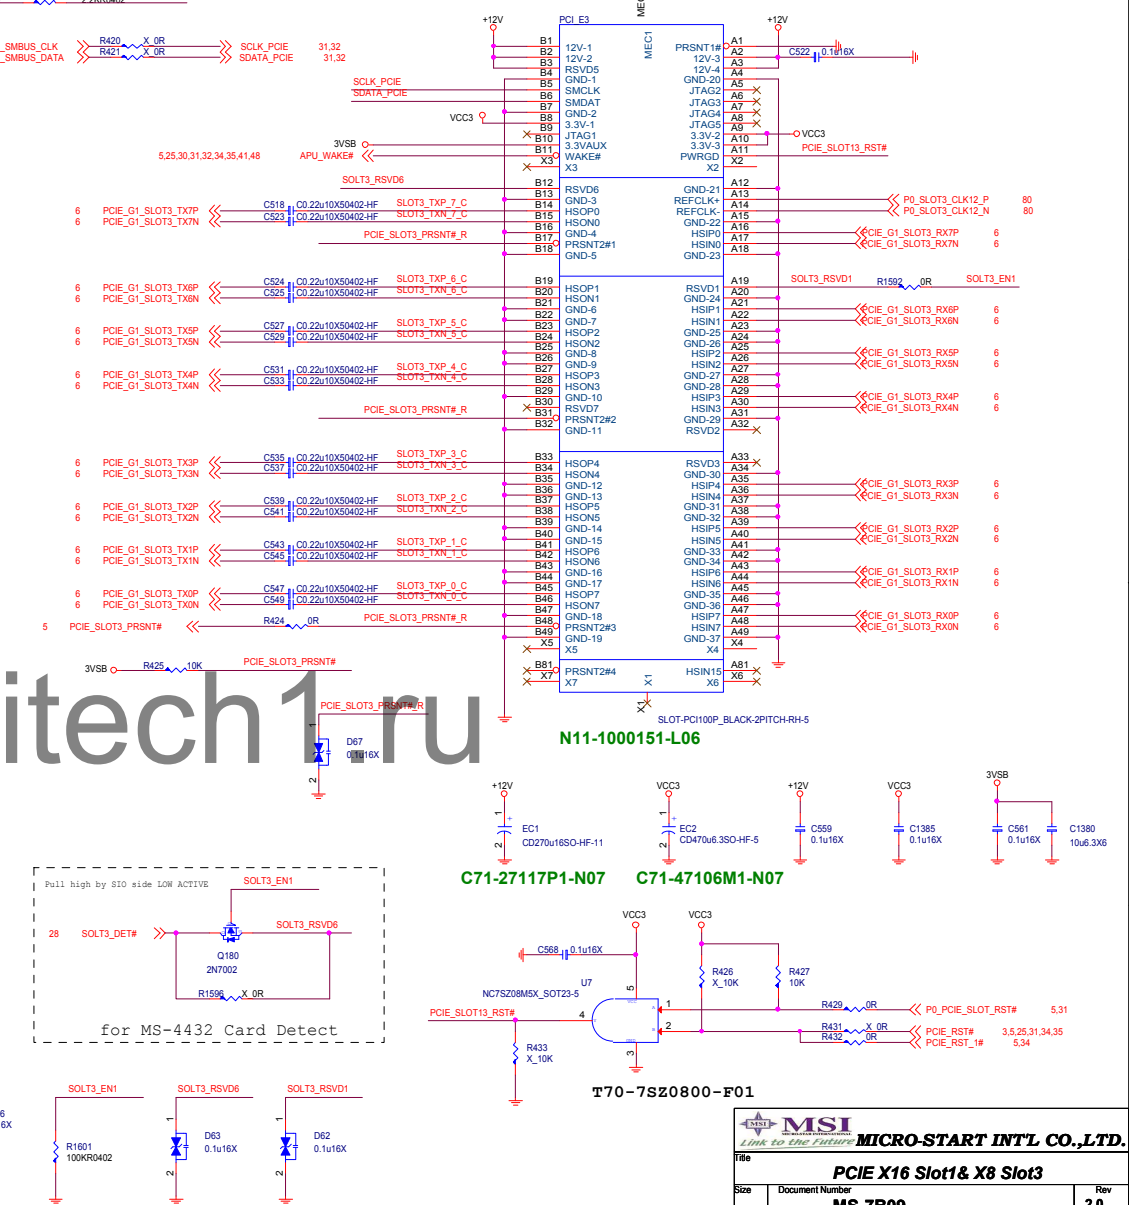 2.2KR0402
+12V
PCI_E3
MEC1
+12V
SMBUS_CLK R420 X_0R SCLK_PCIE 31,32
SMBUS_DATA R421 X_0R SDATA_PCIE 31,32
B1 12V-1 PRSNT1# A1
B2 12V-2 12V-3 A2 C522 0.1u16X
B3 RSVD5 12V-4 A3
B4 GND-1 GND-20 A4
SCLK_PCIE B5 SMCLK JTAG2 A5
SDATA_PCIE B6 SMDAT JTAG3 A6
B7 GND-2 JTAG4 A7
VCC3 B8 3.3V-1 JTAG5 A8
B9 JTAG1 3.3V-2 A9 VCC3
3VSB B10 3.3VAUX 3.3V-3 A10
5,25,30,31,32,34,35,41,48 APU_WAKE# B11 WAKE# PWRGD A11 PCIE_SLOT13_RST#
X3 X3 X2 X2
SOLT3_RSVD6 B12 RSVD6 GND-21 A12
B13 GND-3 REFCLK+ A13 P0_SLOT3_CLK12_P 80
6 PCIE_G1_SLOT3_TX7P C518 C0.22u10X50402-HF SLOT3_TXP_7_C B14 HSOP0 REFCLK- A14 P0_SLOT3_CLK12_N 80
6 PCIE_G1_SLOT3_TX7N C523 C0.22u10X50402-HF SLOT3_TXN_7_C B15 HSON0 GND-22 A15
B16 GND-4 HSIP0 A16 PCIE_G1_SLOT3_RX7P 6
PCIE_SLOT3_PRSNT#_R B17 PRSNT2#1 HSIN0 A17 PCIE_G1_SLOT3_RX7N 6
B18 GND-5 GND-23 A18
6 PCIE_G1_SLOT3_TX6P C524 C0.22u10X50402-HF SLOT3_TXP_6_C B19 HSOP1 RSVD1 A19 SOLT3_RSVD1 R1592 0R SOLT3_EN1
6 PCIE_G1_SLOT3_TX6N C525 C0.22u10X50402-HF SLOT3_TXN_6_C B20 HSON1 GND-24 A20
B21 GND-6 HSIP1 A21 PCIE_G1_SLOT3_RX6P 6
B22 GND-7 HSIN1 A22 PCIE_G1_SLOT3_RX6N 6
6 PCIE_G1_SLOT3_TX5P C527 C0.22u10X50402-HF SLOT3_TXP_5_C B23 HSOP2 GND-25 A23
6 PCIE_G1_SLOT3_TX5N C529 C0.22u10X50402-HF SLOT3_TXN_5_C B24 HSON2 GND-26 A24
B25 GND-8 HSIP2 A25 PCIE_G1_SLOT3_RX5P 6
B26 GND-9 HSIN2 A26 PCIE_G1_SLOT3_RX5N 6
6 PCIE_G1_SLOT3_TX4P C531 C0.22u10X50402-HF SLOT3_TXP_4_C B27 HSOP3 GND-27 A27
6 PCIE_G1_SLOT3_TX4N C533 C0.22u10X50402-HF SLOT3_TXN_4_C B28 HSON3 GND-28 A28
B29 GND-10 HSIP3 A29 PCIE_G1_SLOT3_RX4P 6
B30 RSVD7 HSIN3 A30 PCIE_G1_SLOT3_RX4N 6
PCIE_SLOT3_PRSNT#_R B31 PRSNT2#2 GND-29 A31
B32 GND-11 RSVD2 A32
6 PCIE_G1_SLOT3_TX3P C535 C0.22u10X50402-HF SLOT3_TXP_3_C B33 HSOP4 RSVD3 A33
6 PCIE_G1_SLOT3_TX3N C537 C0.22u10X50402-HF SLOT3_TXN_3_C B34 HSON4 GND-30 A34
B35 GND-12 HSIP4 A35 PCIE_G1_SLOT3_RX3P 6
B36 GND-13 HSIN4 A36 PCIE_G1_SLOT3_RX3N 6
6 PCIE_G1_SLOT3_TX2P C539 C0.22u10X50402-HF SLOT3_TXP_2_C B37 HSOP5 GND-31 A37
6 PCIE_G1_SLOT3_TX2N C541 C0.22u10X50402-HF SLOT3_TXN_2_C B38 HSON5 GND-32 A38
B39 GND-14 HSIP5 A39 PCIE_G1_SLOT3_RX2P 6
B40 GND-15 HSIN5 A40 PCIE_G1_SLOT3_RX2N 6
6 PCIE_G1_SLOT3_TX1P C543 C0.22u10X50402-HF SLOT3_TXP_1_C B41 HSOP6 GND-33 A41
6 PCIE_G1_SLOT3_TX1N C545 C0.22u10X50402-HF SLOT3_TXN_1_C B42 HSON6 GND-34 A42
B43 GND-16 HSIP6 A43 PCIE_G1_SLOT3_RX1P 6
B44 GND-17 HSIN6 A44 PCIE_G1_SLOT3_RX1N 6
6 PCIE_G1_SLOT3_TX0P C547 C0.22u10X50402-HF SLOT3_TXP_0_C B45 HSOP7 GND-35 A45
6 PCIE_G1_SLOT3_TX0N C549 C0.22u10X50402-HF SLOT3_TXN_0_C B46 HSON7 GND-36 A46
B47 GND-18 HSIP7 A47 PCIE_G1_SLOT3_RX0P 6
5 PCIE_SLOT3_PRSNT# R424 0R PCIE_SLOT3_PRSNT#_R B48 PRSNT2#3 HSIN7 A48 PCIE_G1_SLOT3_RX0N 6
B49 GND-19 GND-37 A49
X5 X5 X4 X4
3VSB R425 10K PCIE_SLOT3_PRSNT# B81 PRSNT2#4 HSIN15 A81
X7 X7 X1 X6 X6
X1
itech1.ru
PCIE_SLOT3_PRSNT#_R
SLOT-PCI100P_BLACK-2PITCH-RH-5
N11-1000151-L06
1 D67
0.1u16X
2
+12V VCC3 +12V VCC3 3VSB
1 + EC1 CD270u16SO-HF-11 2
1 + EC2 CD470u6.3SO-HF-5 2
C559 0.1u16X
C1385 0.1u16X
C561 0.1u16X
C1380 10u6.3X6
C71-27117P1-N07 C71-47106M1-N07
Pull high by SIO side LOW ACTIVE SOLT3_EN1
28 SOLT3_DET# SOLT3_RSVD6
Q180
2N7002
R1596 X_0R
for MS-4432 Card Detect
VCC3 VCC3
C568 0.1u16X
U7
NC7SZ08M5X_SOT23-5
R426 X_10K
R427 10K
PCIE_SLOT13_RST# 4 5 VCC 1 2 3
R429 0R P0_PCIE_SLOT_RST# 5,31
R431 X_0R PCIE_RST# 3,5,25,31,34,35
R432 0R PCIE_RST_1# 5,34
R433
X_10K
T70-7SZ0800-F01
SOLT3_EN1 SOLT3_RSVD6 SOLT3_RSVD1
6
6X
R1601
100KR0402
1 D63 0.1u16X 2
1 D62 0.1u16X 2
MSI
Link to the Future MICRO-START INT'L CO.,LTD.
Title
PCIE X16 Slot1& X8 Slot3
Size Document Number Rev